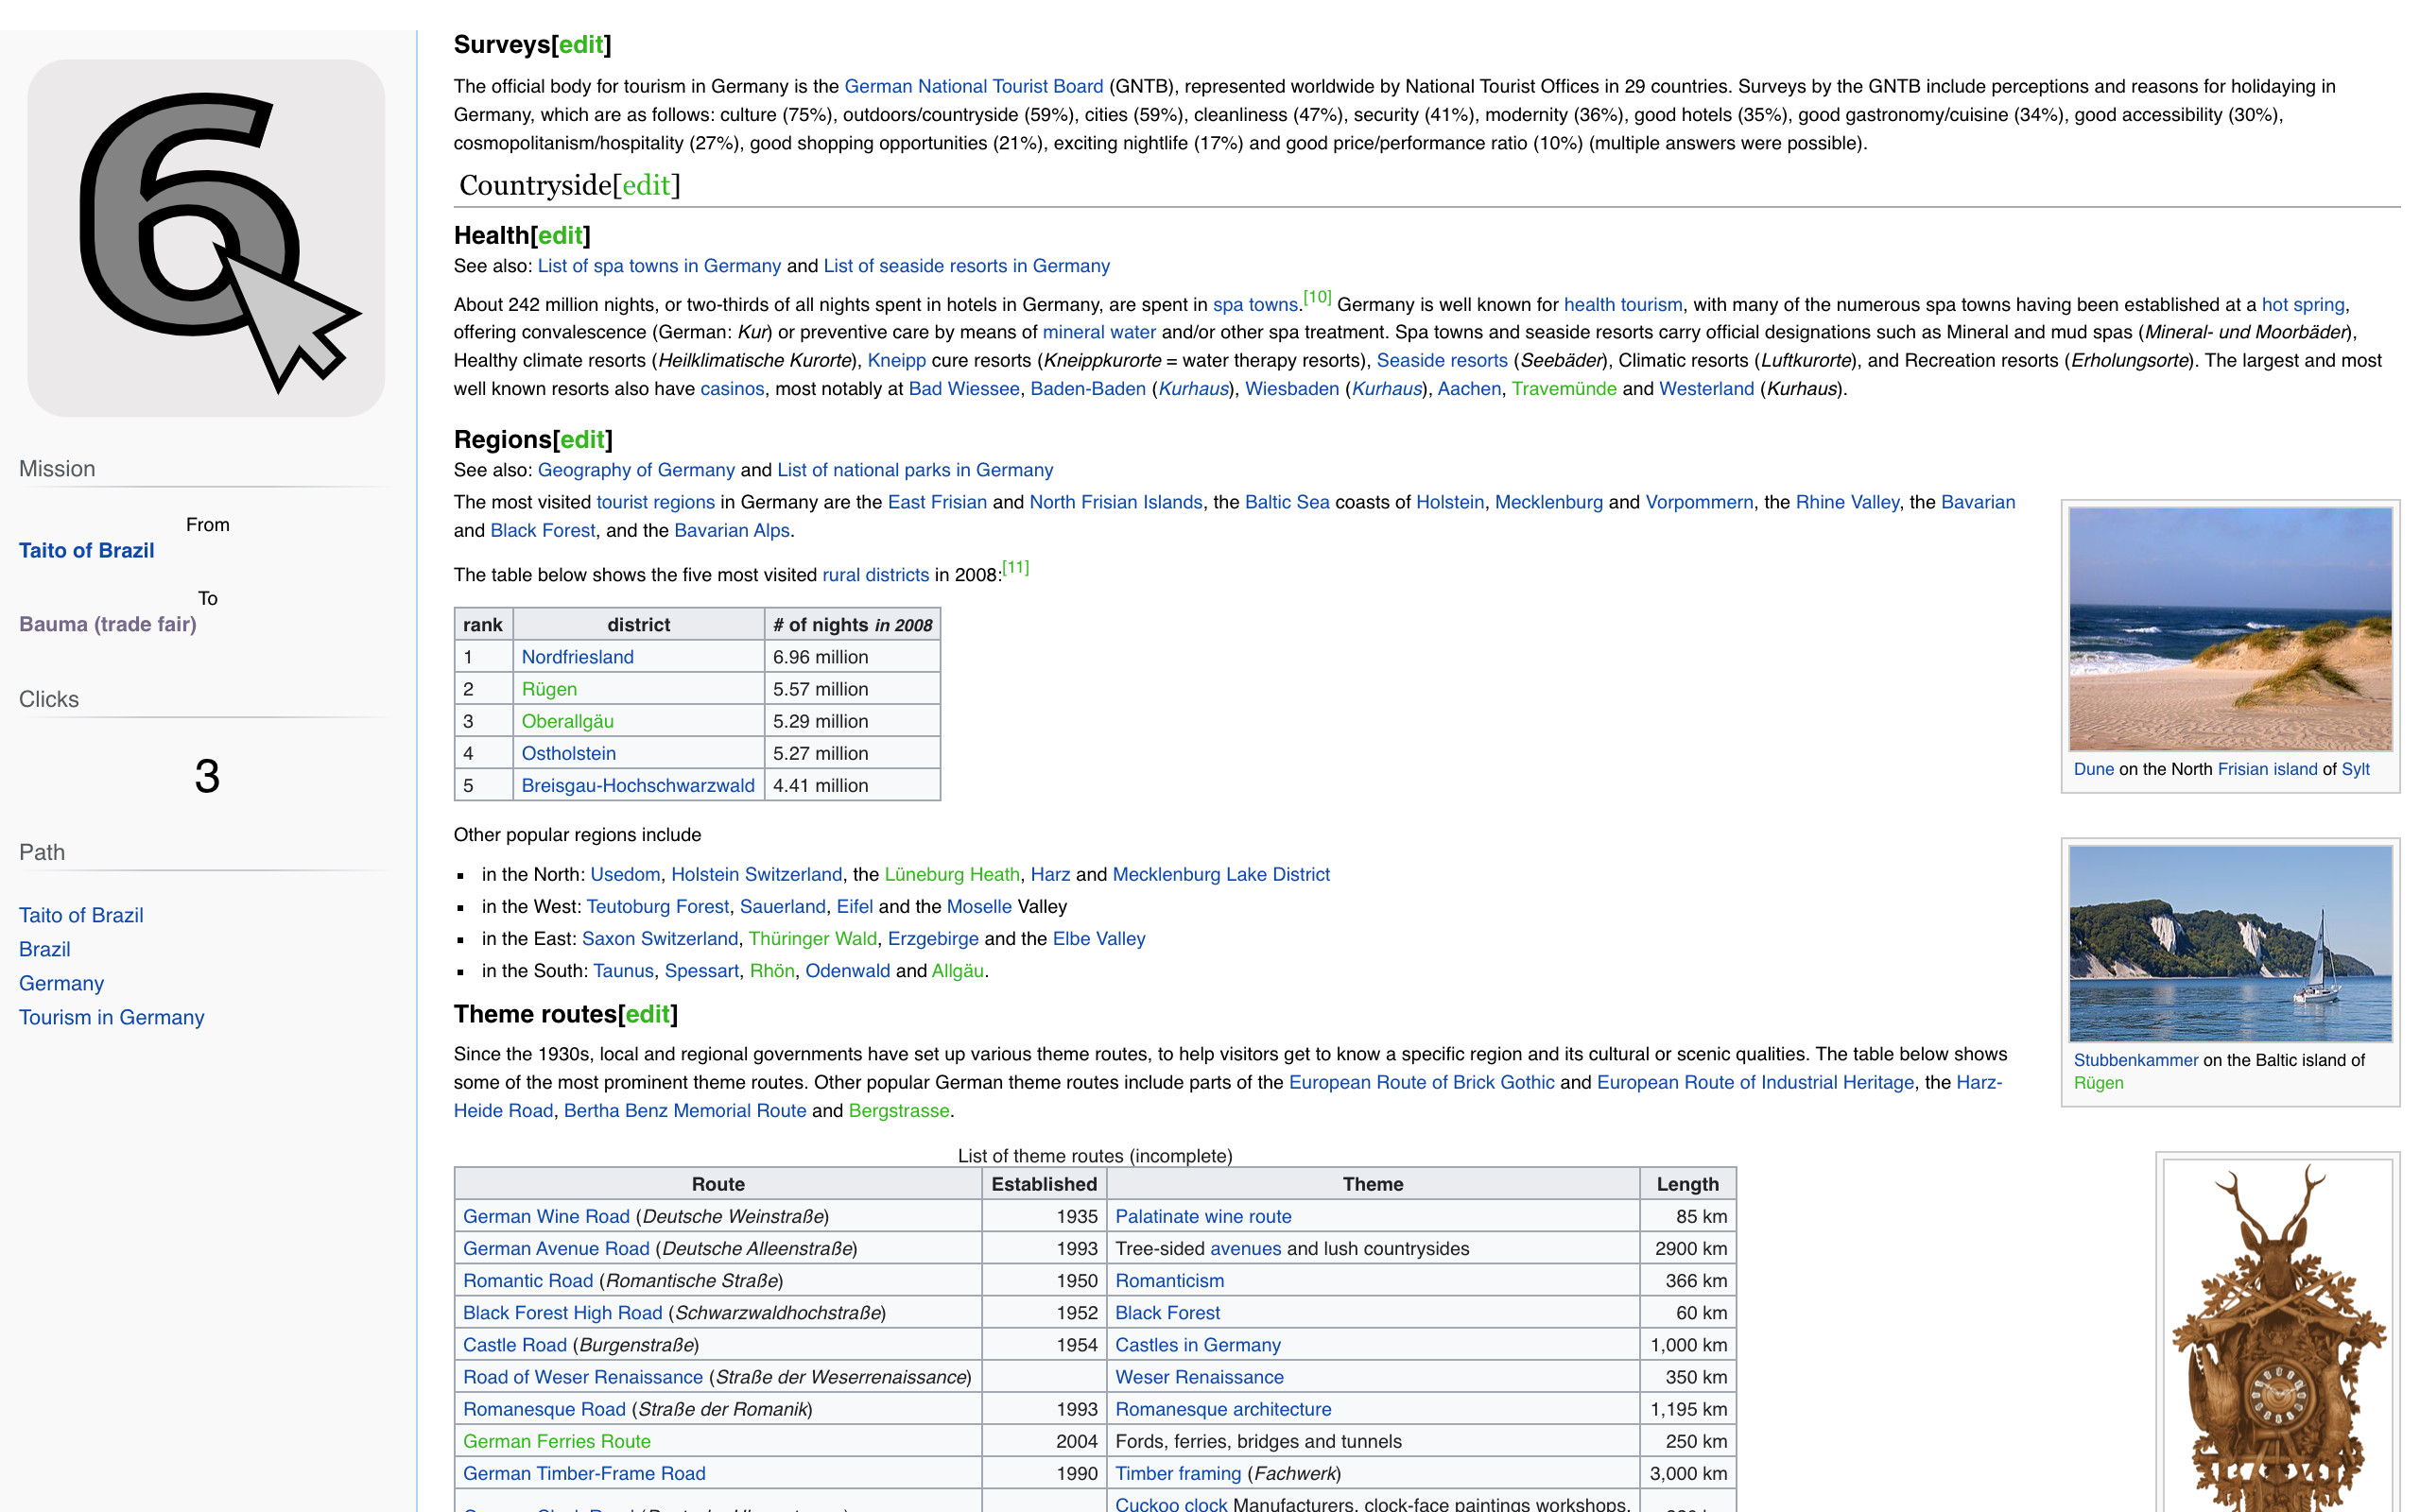 6
Mission
From
Taito of Brazil
To
Bauma (trade fair)
Clicks
3
Path
Taito of Brazil
Brazil
Germany
Tourism in Germany
Surveys[edit]
The official body for tourism in Germany is the German National Tourist Board (GNTB), represented worldwide by National Tourist Offices in 29 countries. Surveys by the GNTB include perceptions and reasons for holidaying in
Germany, which are as follows: culture (75%), outdoors/countryside (59%), cities (59%), cleanliness (47%), security (41%), modernity (36%), good hotels (35%), good gastronomy/cuisine (34%), good accessibility (30%),
cosmopolitanism/hospitality (27%), good shopping opportunities (21%), exciting nightlife (17%) and good price/performance ratio (10%) (multiple answers were possible).
Countryside[edit]
Health[edit]
See also: List of spa towns in Germany and List of seaside resorts in Germany
About 242 million nights, or two-thirds of all nights spent in hotels in Germany, are spent in spa towns.[10] Germany is well known for health tourism, with many of the numerous spa towns having been established at a hot spring,
offering convalescence (German: Kur) or preventive care by means of mineral water and/or other spa treatment. Spa towns and seaside resorts carry official designations such as Mineral and mud spas (Mineral- und Moorbäder),
Healthy climate resorts (Heilklimatische Kurorte), Kneipp cure resorts (Kneippkurorte = water therapy resorts), Seaside resorts (Seebäder), Climatic resorts (Luftkurorte), and Recreation resorts (Erholungsorte). The largest and most
well known resorts also have casinos, most notably at Bad Wiessee, Baden-Baden (Kurhaus), Wiesbaden (Kurhaus), Aachen, Travemünde and Westerland (Kurhaus).
Regions[edit]
See also: Geography of Germany and List of national parks in Germany
The most visited tourist regions in Germany are the East Frisian and North Frisian Islands, the Baltic Sea coasts of Holstein, Mecklenburg and Vorpommern, the Rhine Valley, the Bavarian
and Black Forest, and the Bavarian Alps.
The table below shows the five most visited rural districts in 2008:[11]
rank district # of nights in 2008
1 Nordfriesland 6.96 million
2 Rügen 5.57 million
3 Oberallgäu 5.29 million
4 Ostholstein 5.27 million
5 Breisgau-Hochschwarzwald 4.41 million
Dune on the North Frisian island of Sylt
Other popular regions include
▪ in the North: Usedom, Holstein Switzerland, the Lüneburg Heath, Harz and Mecklenburg Lake District
▪ in the West: Teutoburg Forest, Sauerland, Eifel and the Moselle Valley
▪ in the East: Saxon Switzerland, Thüringer Wald, Erzgebirge and the Elbe Valley
▪ in the South: Taunus, Spessart, Rhön, Odenwald and Allgäu.
Stubbenkammer on the Baltic island of
Rügen
Theme routes[edit]
Since the 1930s, local and regional governments have set up various theme routes, to help visitors get to know a specific region and its cultural or scenic qualities. The table below shows
some of the most prominent theme routes. Other popular German theme routes include parts of the European Route of Brick Gothic and European Route of Industrial Heritage, the Harz-
Heide Road, Bertha Benz Memorial Route and Bergstrasse.
List of theme routes (incomplete)
Route Established Theme Length
German Wine Road (Deutsche Weinstraße) 1935 Palatinate wine route 85 km
German Avenue Road (Deutsche Alleenstraße) 1993 Tree-sided avenues and lush countrysides 2900 km
Romantic Road (Romantische Straße) 1950 Romanticism 366 km
Black Forest High Road (Schwarzwaldhochstraße) 1952 Black Forest 60 km
Castle Road (Burgenstraße) 1954 Castles in Germany 1,000 km
Road of Weser Renaissance (Straße der Weserrenaissance) Weser Renaissance 350 km
Romanesque Road (Straße der Romanik) 1993 Romanesque architecture 1,195 km
German Ferries Route 2004 Fords, ferries, bridges and tunnels 250 km
German Timber-Frame Road 1990 Timber framing (Fachwerk) 3,000 km
Cuckoo clock Manufacturers, clock-face paintings workshops,